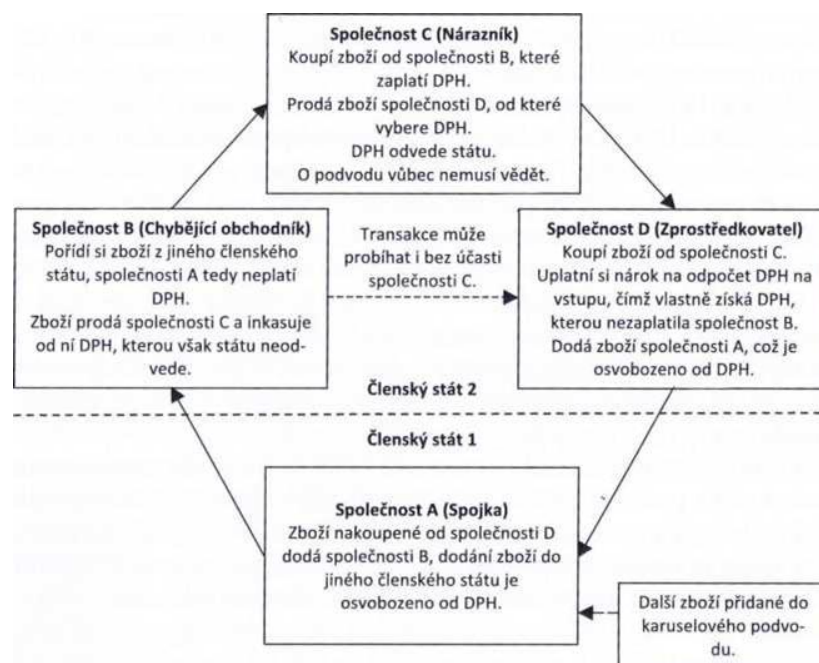 Společnost C (Nárazník)
Koupí zboží od společnosti B, které
zaplatí DPH.
Prodá zboží společnosti D, od které
vybere DPH.
DPH odvede státu.
O podvodu vůbec nemusí vědět.
Společnost B (Chybějící obchodník)
Pořídí si zboží z jiného členského
státu, společnosti A tedy neplatí
DPH.
Zboží prodá společnosti C a inkasuje
od ní DPH, kterou však státu neod-
vede.
Transakce může
probíhat i bez účasti
společnosti C.
Společnost D (Zprostředkovatel)
Koupí zboží od společnosti C.
Uplatní si nárok na odpočet DPH na
vstupu, čímž vlastně získá DPH,
kterou nezaplatila společnost B.
Dodá zboží společnosti A, což je
osvobozeno od DPH.
Členský stát 2
Členský stát 1
Společnost A (Spojka)
Zboží nakoupené od společnosti D
dodá společnosti B, dodání zboží do
jiného členského státu je
osvobozeno od DPH.
Další zboží přidané do
karuselového podvo-
du.